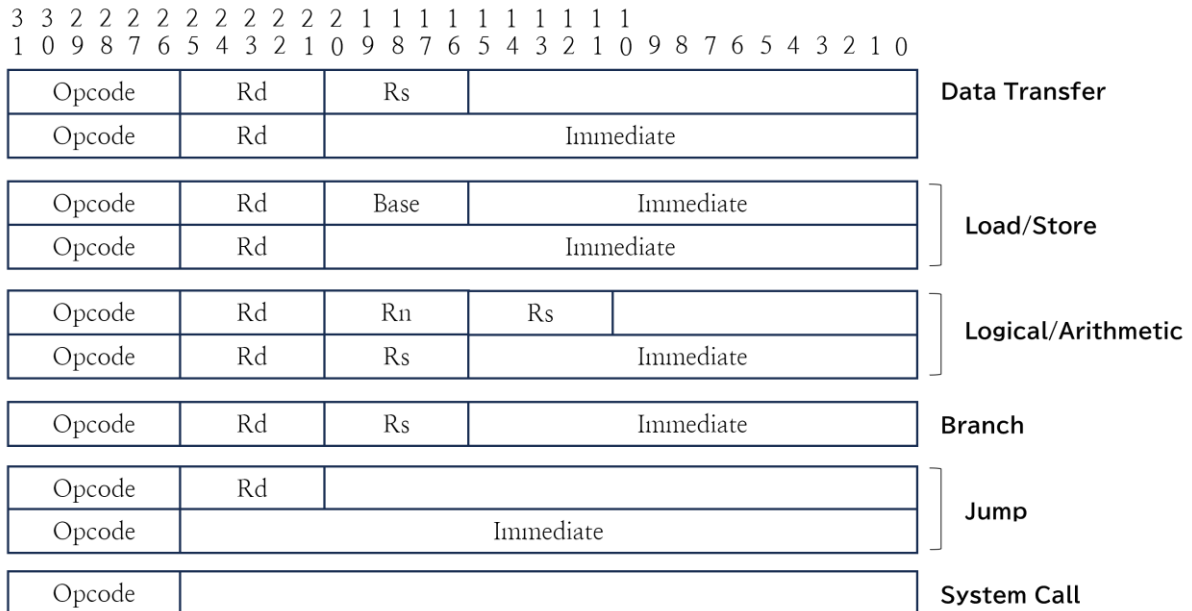 3 3 2 2 2 2 2 2 2 2 2 2 1 1 1 1 1 1 1 1 1 1
1 0 9 8 7 6 5 4 3 2 1 0 9 8 7 6 5 4 3 2 1 0 9 8 7 6 5 4 3 2 1 0
Opcode Rd Rs Data Transfer
Opcode Rd Immediate
Opcode Rd Base Immediate
Load/Store
Opcode Rd Immediate
Opcode Rd Rn Rs
Logical/Arithmetic
Opcode Rd Rs Immediate
Opcode Rd Rs Immediate Branch
Opcode Rd
Jump
Opcode Immediate
Opcode System Call